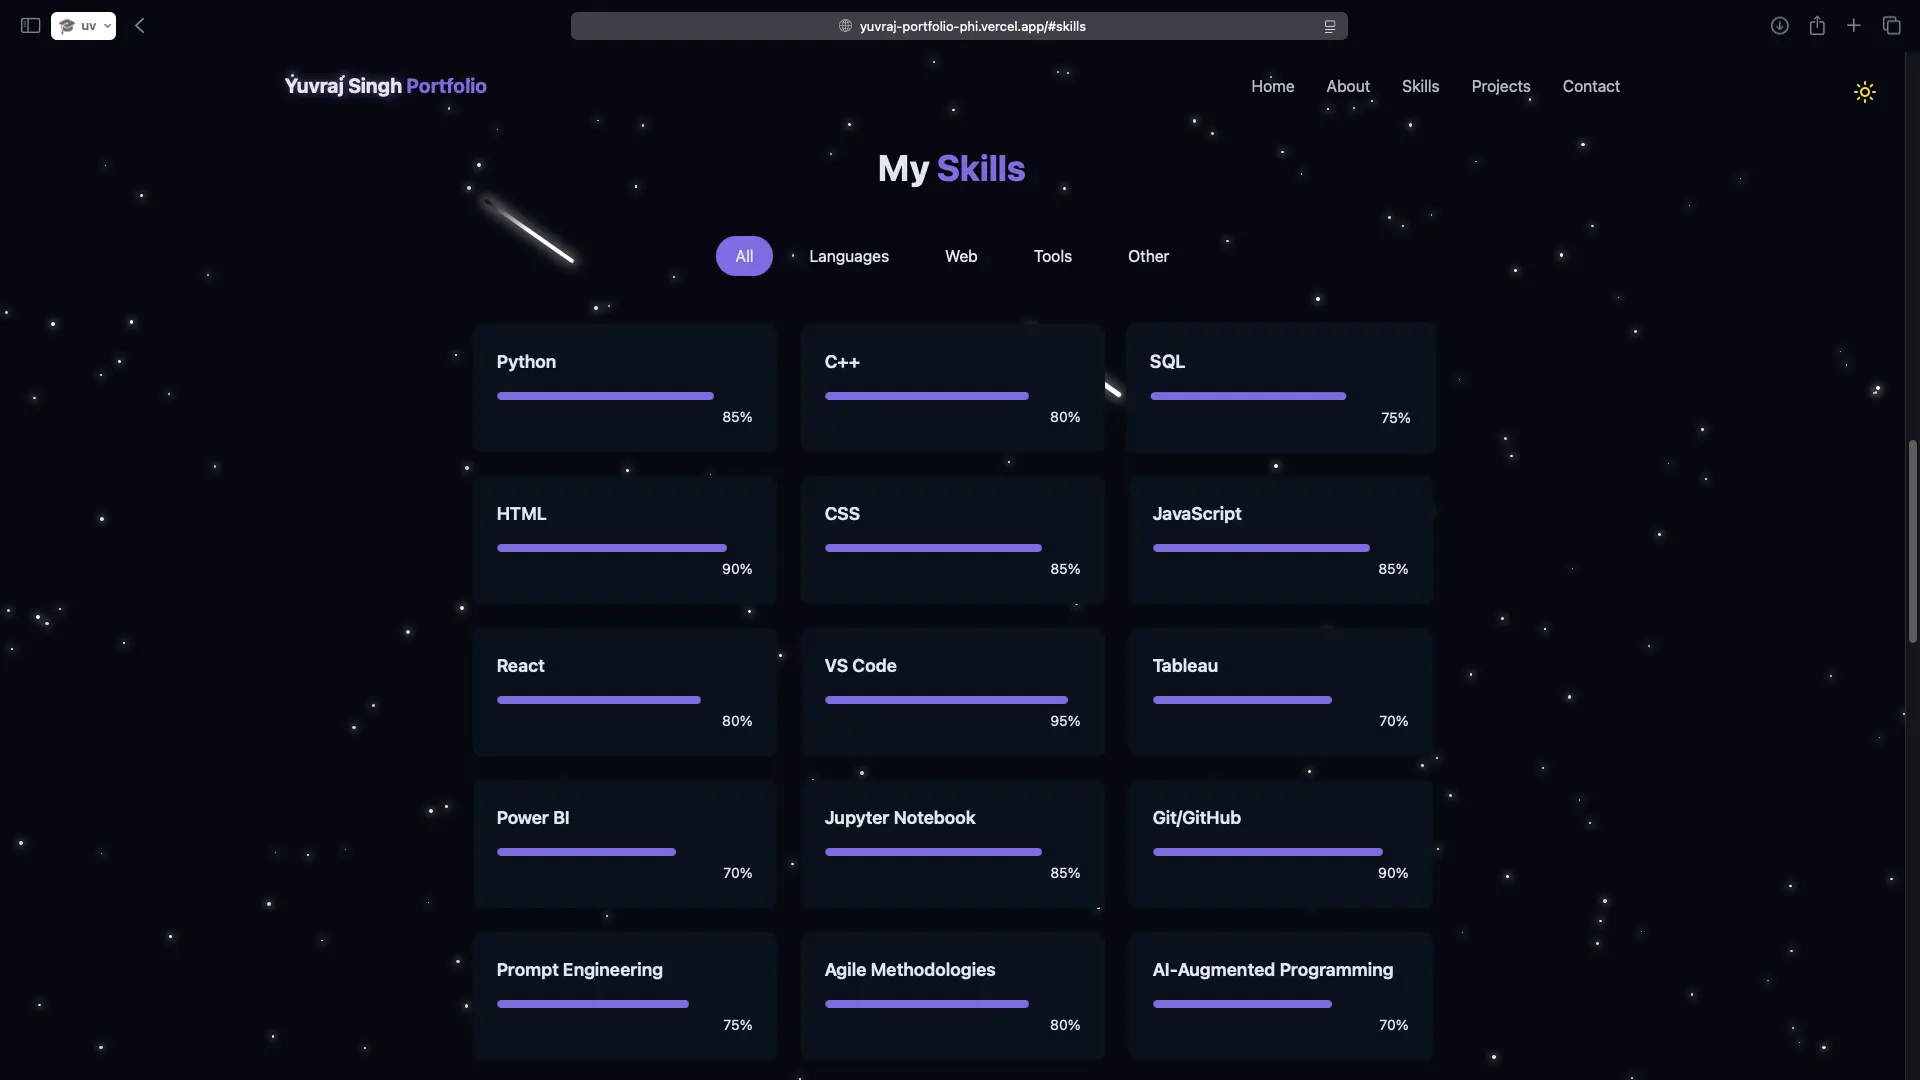 uv
yuvraj-portfolio-phi.vercel.app/#skills
Yuvraj Singh Portfolio
Home About Skills Projects Contact
My Skills
All Languages Web Tools Other
Python
85%
C++
80%
SQL
75%
HTML
90%
CSS
85%
JavaScript
85%
React
80%
VS Code
95%
Tableau
70%
Power BI
70%
Jupyter Notebook
85%
Git/GitHub
90%
Prompt Engineering
75%
Agile Methodologies
80%
AI-Augmented Programming
70%